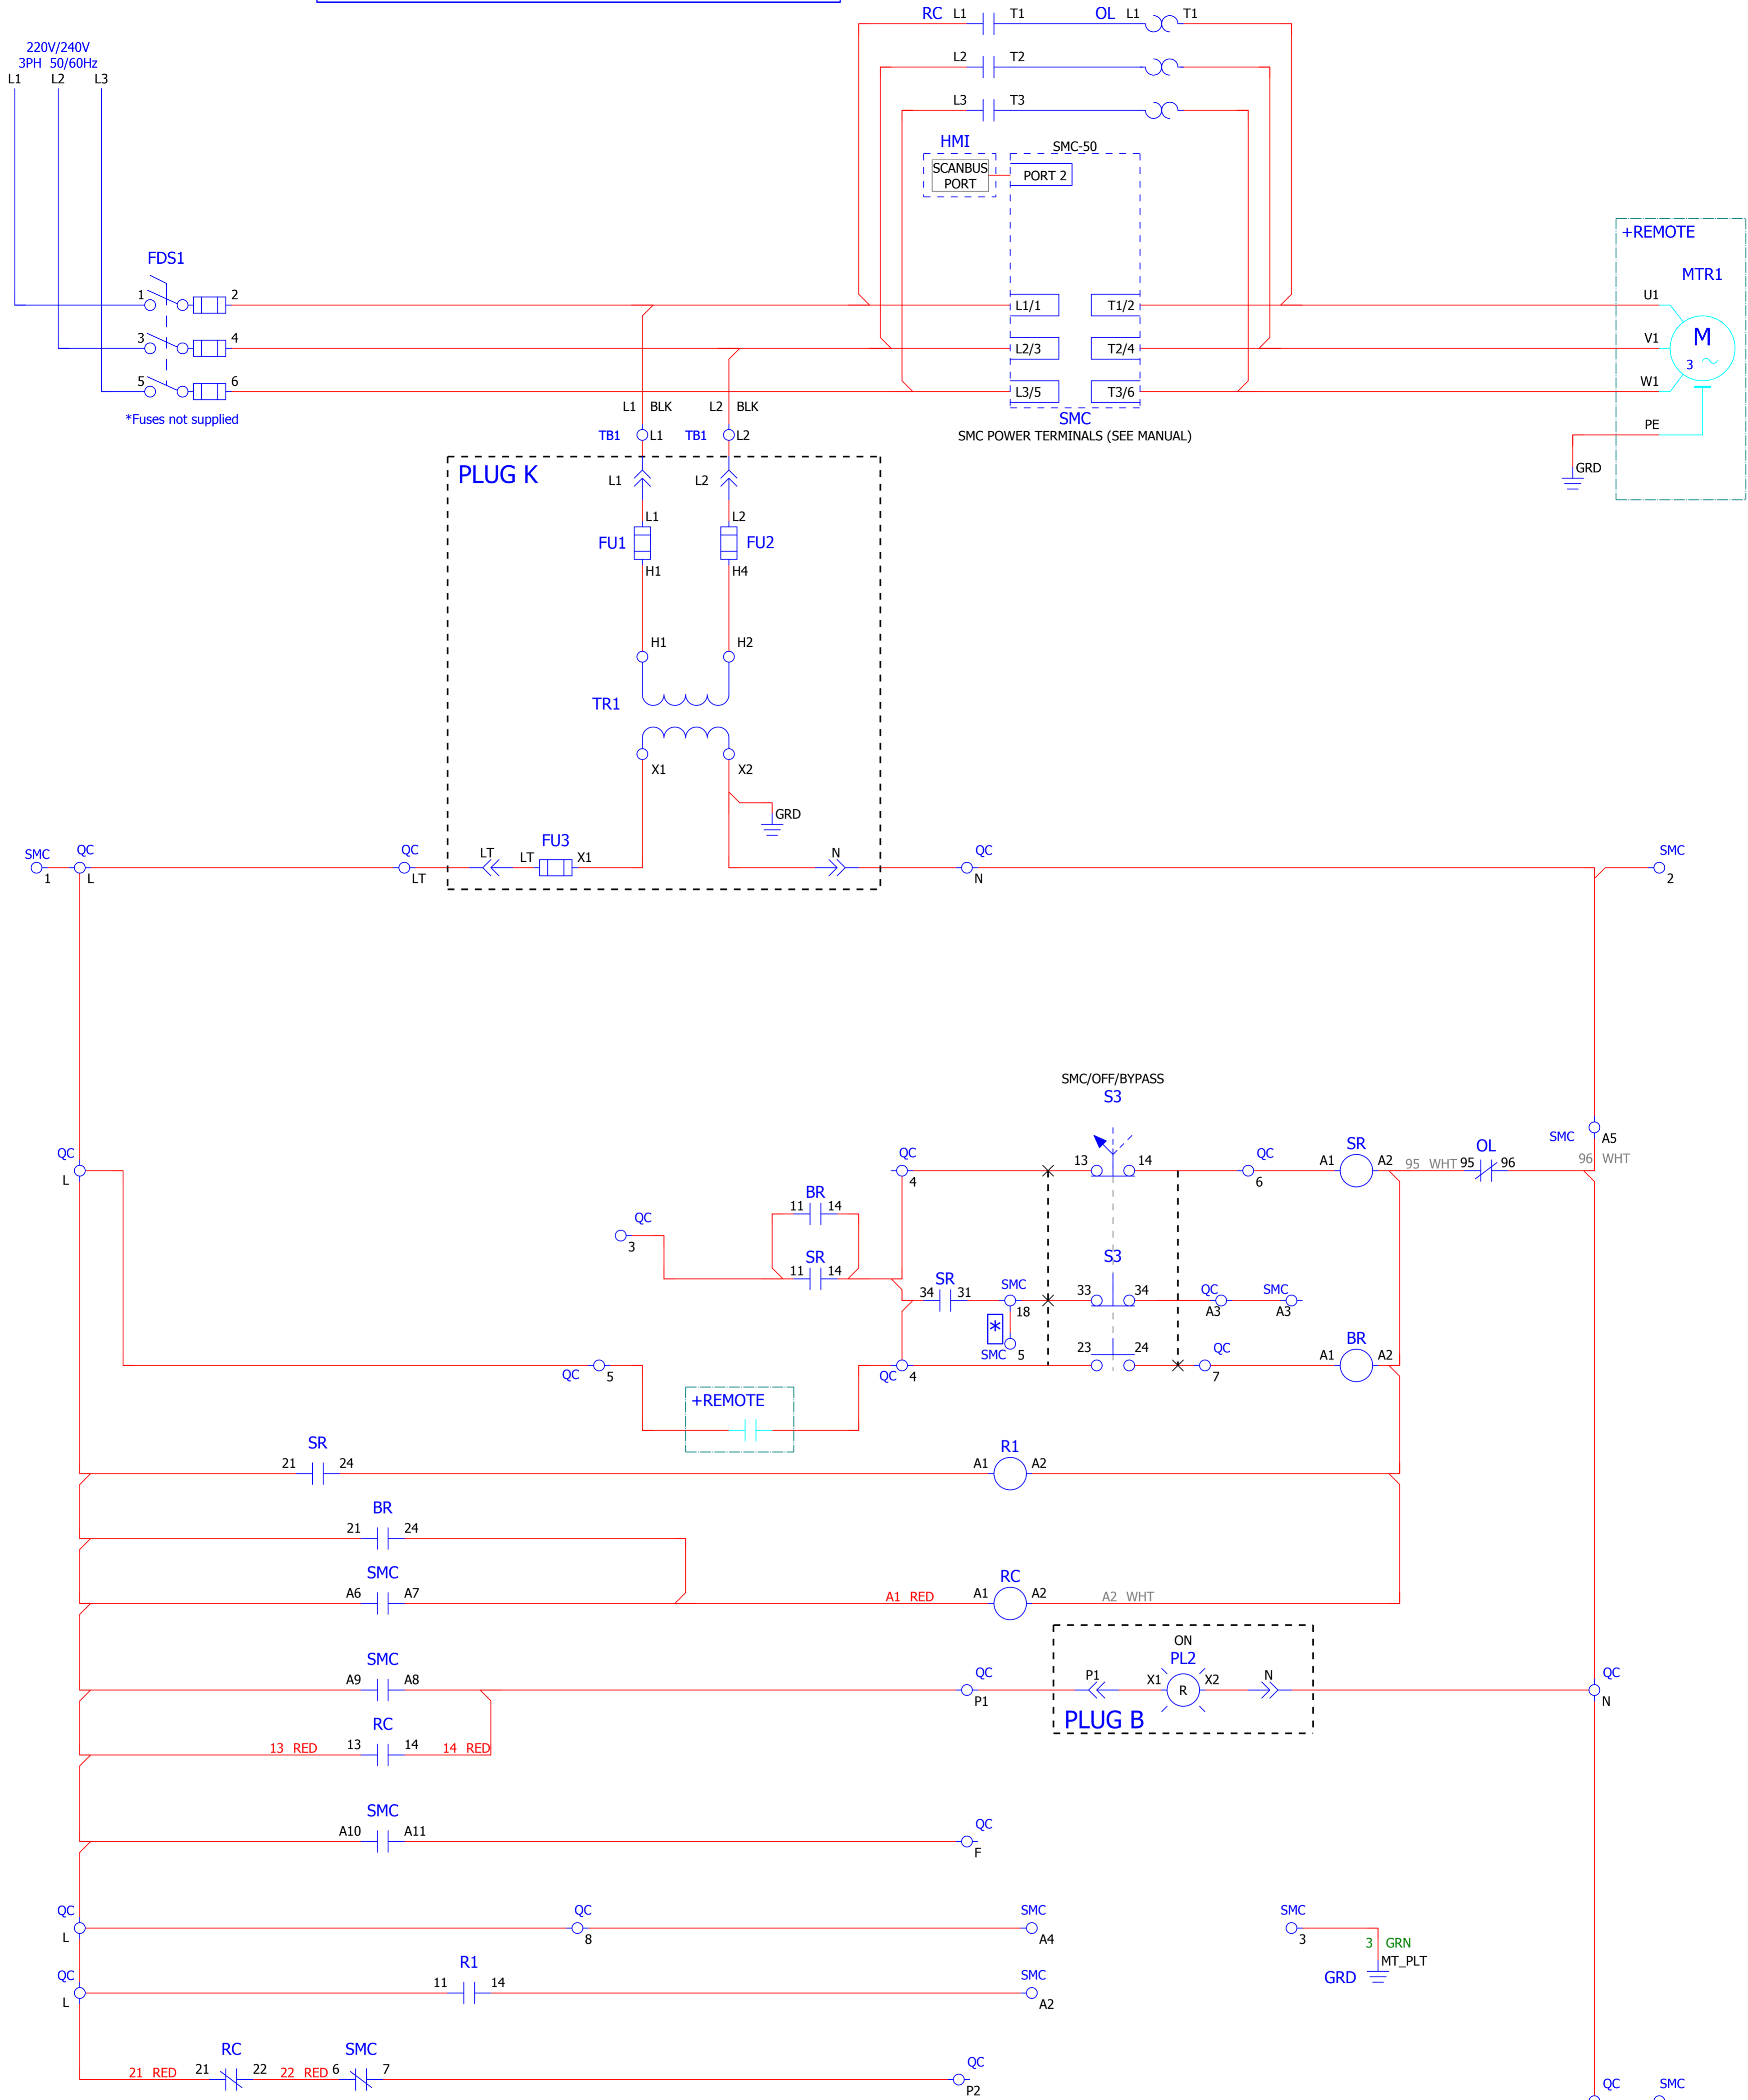 RC L1 T1 OL L1 T1
220V/240V
3PH 50/60Hz
L1 L2 L3
L2 T2
L3 T3
HMI
SMC-50
SCANBUS
PORT
PORT 2
+REMOTE
MTR1
FDS1
1 2
L1/1 T1/2
U1
3 4
L2/3 T2/4
V1
M
3
5 6
L3/5 T3/6
W1
*Fuses not supplied
L1 BLK L2 BLK
SMC
SMC POWER TERMINALS (SEE MANUAL)
PE
GRD
TB1 L1 TB1 L2
PLUG K
L1 L2
L1 L2
FU1 FU2
H1 H4
H1 H2
TR1
X1 X2
GRD
SMC QC QC FU3 QC SMC
LT LT X1 N
1 L LT N 2
SMC/OFF/BYPASS
S3
SMC A5
QC QC 13 14 QC SR OL
A1 A2 95 WHT 95 96 96 WHT
L 4 6
BR
11 14
QC
3
SR
11 14
S3
SR SMC
34 31 33 34 QC SMC
18 A3 A3
*
SMC 5
23 24 QC BR
A1 A2
QC 5 QC 4 7
+REMOTE
SR R1
21 24 A1 A2
BR
21 24
SMC RC
A6 A7 A1 RED A1 A2 A2 WHT
ON
SMC QC PL2 QC
A9 A8 P1 X1 R X2 N
P1 N
PLUG B
RC
13 RED 13 14 14 RED
SMC QC
A10 A11 F
QC QC SMC SMC
L 8 A4 3
3 GRN
MT_PLT
GRD
QC R1 SMC
11 14
L A2
RC SMC QC
21 RED 21 22 22 RED 6 7
P2
QC SMC